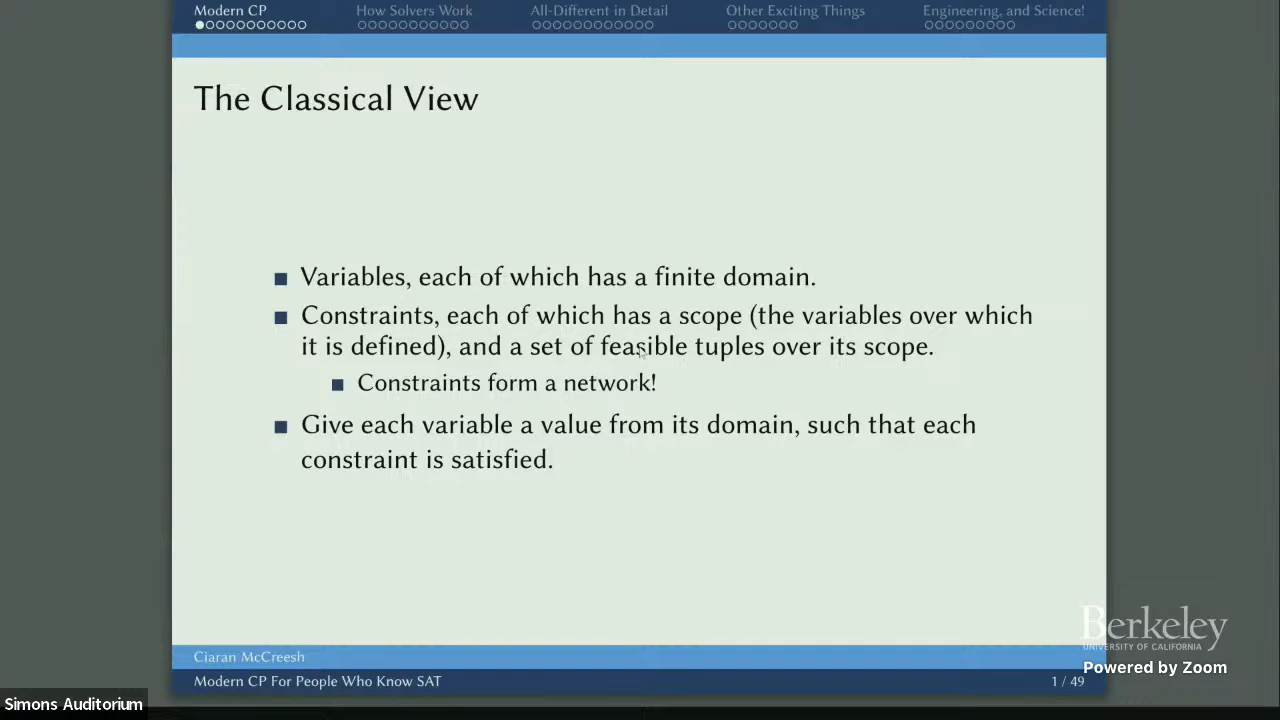 Modern CP
How Solvers Work
All-Different in Detail
Other Exciting Things
Engineering, and Science!
The Classical View
Variables, each of which has a finite domain.
Constraints, each of which has a scope (the variables over which
it is defined), and a set of feasible tuples over its scope.
Constraints form a network!
Give each variable a value from its domain, such that each
constraint is satisfied.
Berkeley
UNIVERSITY OF CALIFORNIA
Ciaran McCreesh
Powered by Zoom
Modern CP For People Who Know SAT
1 / 49
Simons Auditorium